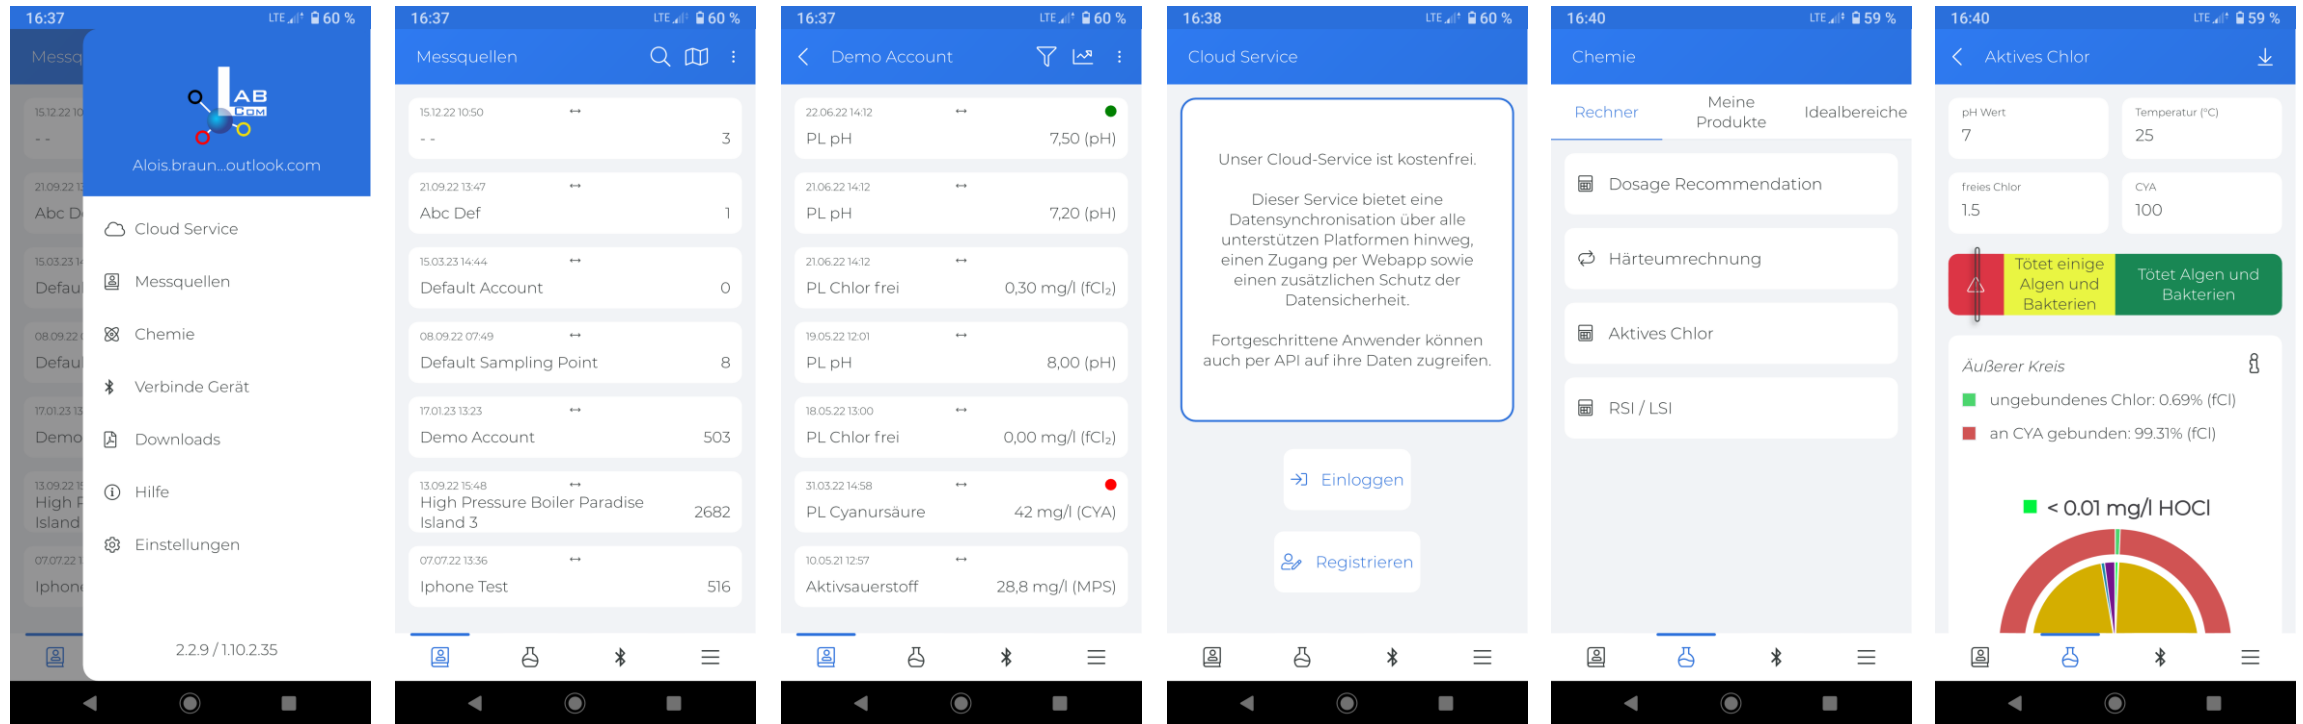 16:37
LTE
60 %
Messq
LAB
COM
Alois.braun...outlook.com
15.12.22 10
- -
21.09.22 13
Abc D
15.03.23 14
Defau
08.09.22
Defau
17.01.23 13
Demo
13.09.22 15
High P
Island
07.07.22 1
Iphone
Cloud Service
Messquellen
Chemie
Verbinde Gerät
Downloads
Hilfe
Einstellungen
2.2.9 / 1.10.2.35
16:37
LTE
60 %
Messquellen
15.12.22 10:50
- -
3
21.09.22 13:47
Abc Def
1
15.03.23 14:44
Default Account
0
08.09.22 07:49
Default Sampling Point
8
17.01.23 13:23
Demo Account
503
13.09.22 15:48
High Pressure Boiler Paradise
Island 3
2682
07.07.22 13:36
Iphone Test
516
16:37
LTE
60 %
Demo Account
22.06.22 14:12
PL pH
7,50 (pH)
21.06.22 14:12
PL pH
7,20 (pH)
21.06.22 14:12
PL Chlor frei
0,30 mg/l (fCl₂)
19.05.22 12:01
PL pH
8,00 (pH)
18.05.22 13:00
PL Chlor frei
0,00 mg/l (fCl₂)
31.03.22 14:58
PL Cyanursäure
42 mg/l (CYA)
10.05.21 12:57
Aktivsauerstoff
28,8 mg/l (MPS)
16:38
LTE
60 %
Cloud Service
Unser Cloud-Service ist kostenfrei.
Dieser Service bietet eine
Datensynchronisation über alle
unterstützen Platformen hinweg,
einen Zugang per Webapp sowie
einen zusätzlichen Schutz der
Datensicherheit.
Fortgeschrittene Anwender können
auch per API auf ihre Daten zugreifen.
Einloggen
Registrieren
16:40
LTE
59 %
Chemie
Rechner
Meine
Produkte
Idealbereiche
Dosage Recommendation
Härteumrechnung
Aktives Chlor
RSI / LSI
16:40
LTE
59 %
Aktives Chlor
pH Wert
7
Temperatur (°C)
25
freies Chlor
1.5
CYA
100
Tötet einige
Algen und
Bakterien
Tötet Algen und
Bakterien
Äußerer Kreis
ungebundenes Chlor: 0.69% (fCl)
an CYA gebunden: 99.31% (fCl)
< 0.01 mg/l HOCl